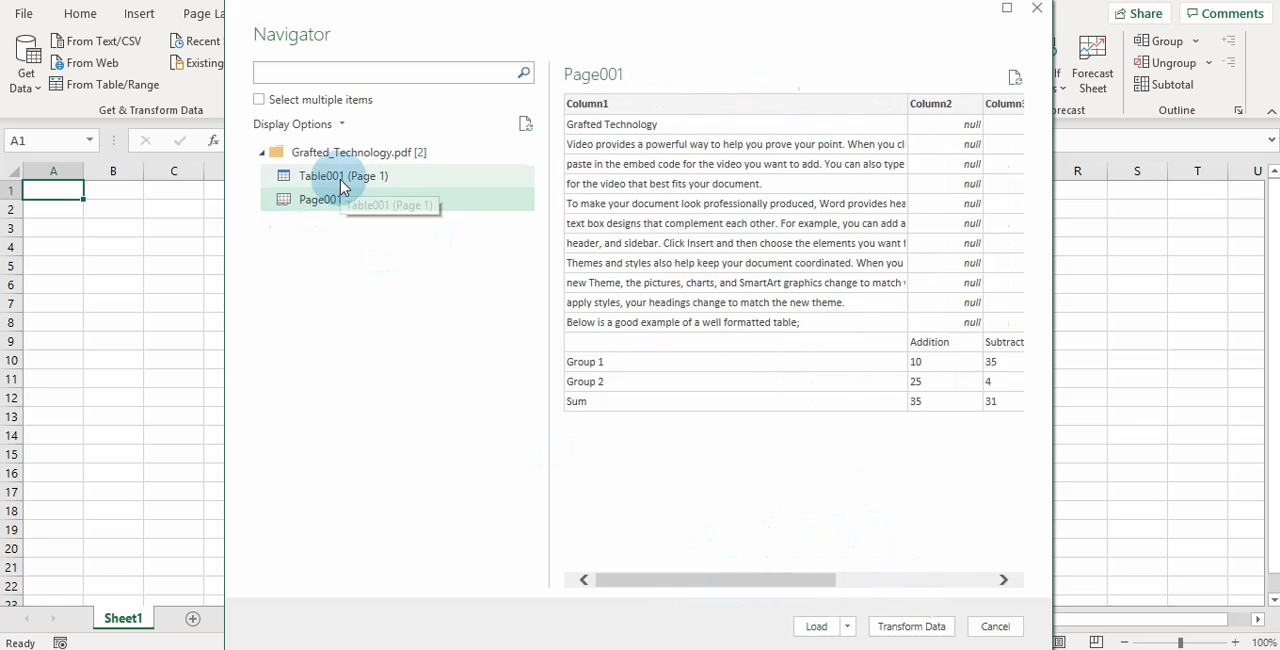 File Home Insert Page La
Share Comments
From Text/CSV Recent
From Web Existing
From Table/Range
Get
Data
Get & Transform Data
Forecast
Sheet
Group
Ungroup
Subtotal
Outline
A1
fx
A B C
R S T U
1
2
3
4
5
6
7
8
9
10
11
12
13
14
15
16
17
18
19
20
21
22
23
Navigator
Select multiple items
Display Options
Grafted_Technology.pdf [2]
Table001 (Page 1)
Page001
Table001 (Page 1)
Page001
Column1 Column2 Column3
Grafted Technology null
Video provides a powerful way to help you prove your point. When you cl null
paste in the embed code for the video you want to add. You can also type null
for the video that best fits your document. null
To make your document look professionally produced, Word provides hea null
text box designs that complement each other. For example, you can add a null
header, and sidebar. Click Insert and then choose the elements you want f null
Themes and styles also help keep your document coordinated. When you null
new Theme, the pictures, charts, and SmartArt graphics change to match null
apply styles, your headings change to match the new theme. null
Below is a good example of a well formatted table; null
Addition Subtract
Group 1 10 35
Group 2 25 4
Sum 35 31
Load Transform Data Cancel
Sheet1
Ready
100%